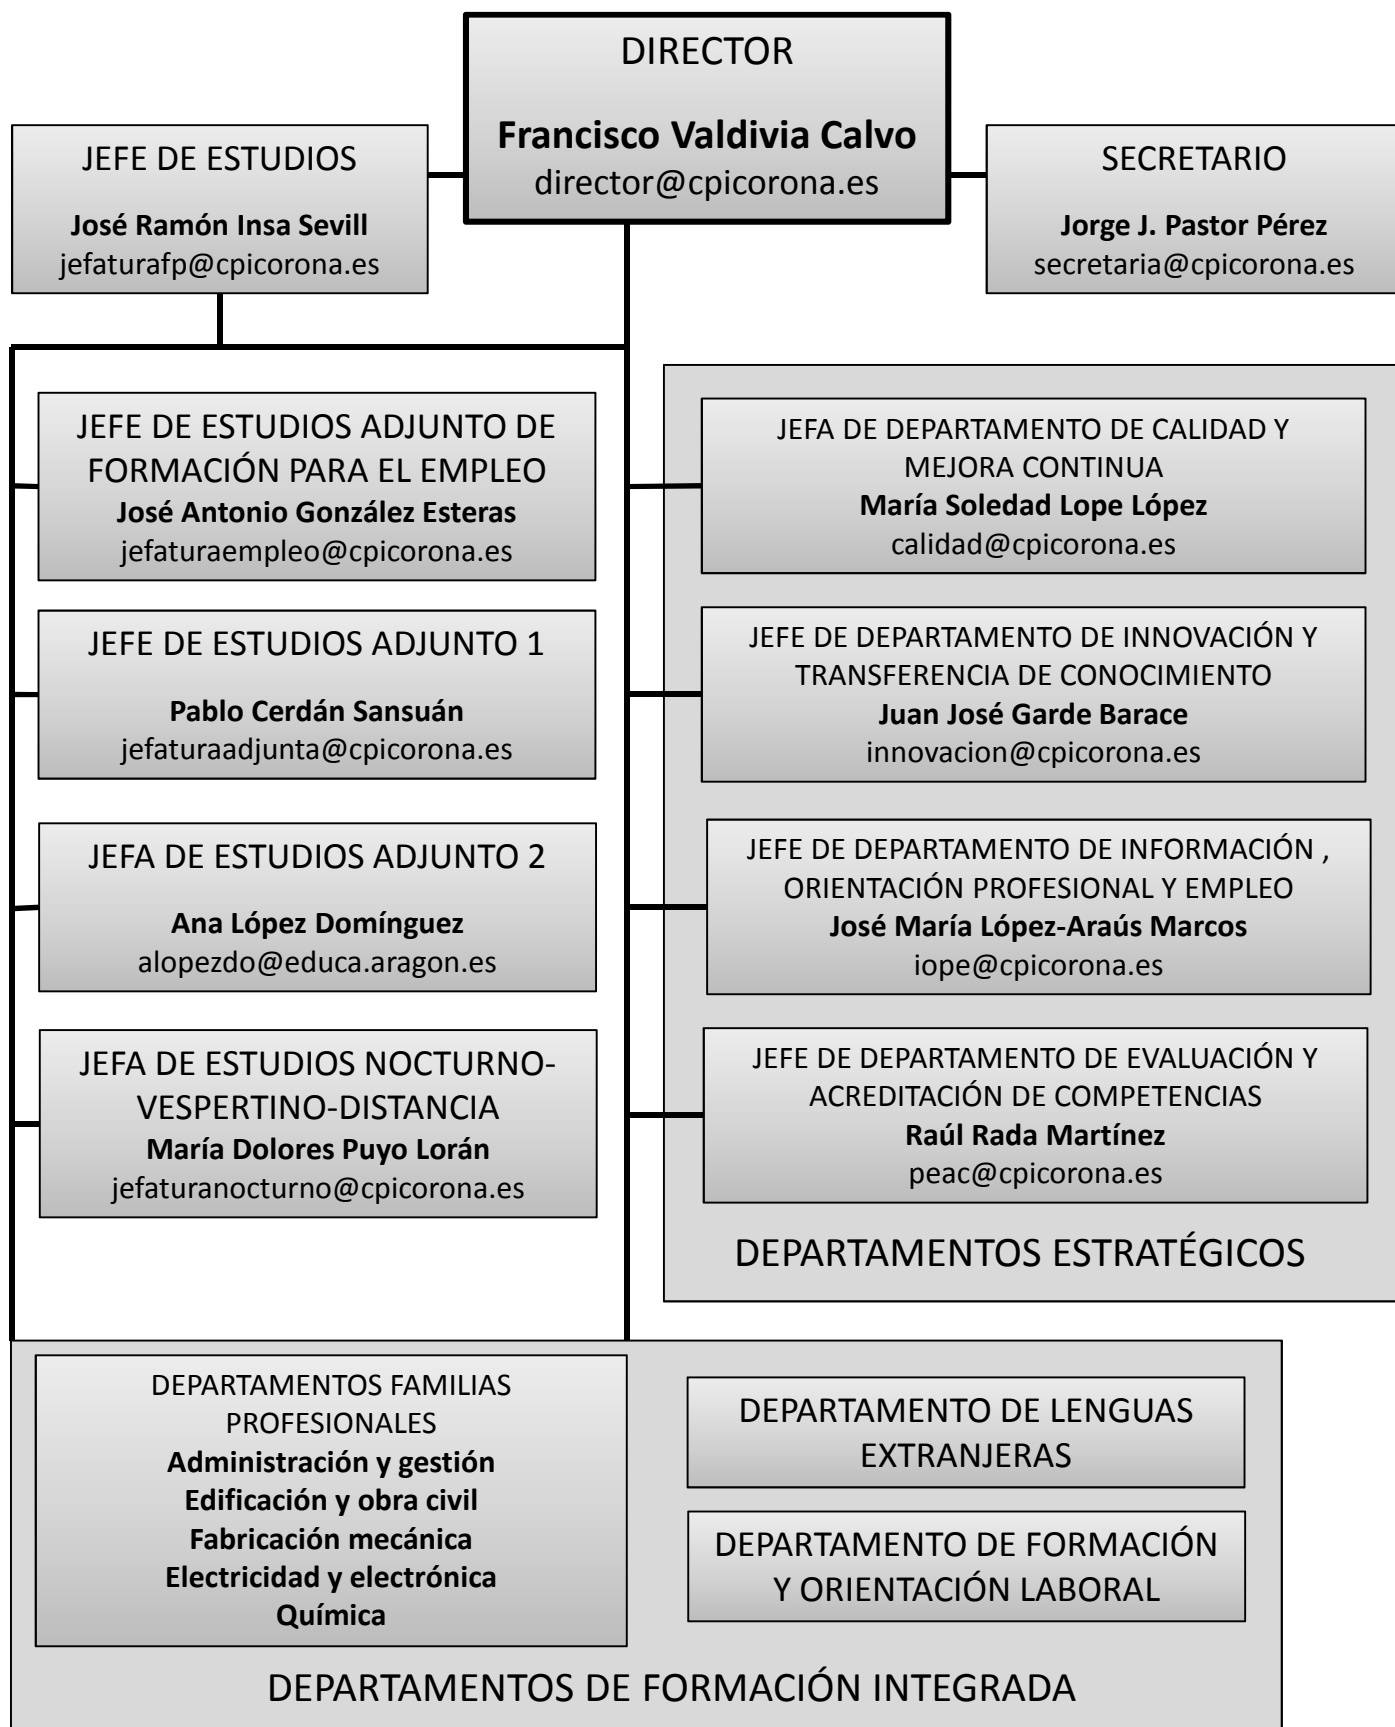 DIRECTOR
Francisco Valdivia Calvo
director@cpicorona.es
JEFE DE ESTUDIOS
José Ramón Insa Sevill
jefaturafp@cpicorona.es
SECRETARIO
Jorge J. Pastor Pérez
secretaria@cpicorona.es
JEFE DE ESTUDIOS ADJUNTO DE
FORMACIÓN PARA EL EMPLEO
José Antonio González Esteras
jefaturaempleo@cpicorona.es
JEFE DE ESTUDIOS ADJUNTO 1
Pablo Cerdán Sansuán
jefaturaadjunta@cpicorona.es
JEFA DE ESTUDIOS ADJUNTO 2
Ana López Domínguez
alopezdo@educa.aragon.es
JEFA DE ESTUDIOS NOCTURNO-
VESPERTINO-DISTANCIA
María Dolores Puyo Lorán
jefaturanocturno@cpicorona.es
JEFA DE DEPARTAMENTO DE CALIDAD Y
MEJORA CONTINUA
María Soledad Lope López
calidad@cpicorona.es
JEFE DE DEPARTAMENTO DE INNOVACIÓN Y
TRANSFERENCIA DE CONOCIMIENTO
Juan José Garde Barace
innovacion@cpicorona.es
JEFE DE DEPARTAMENTO DE INFORMACIÓN ,
ORIENTACIÓN PROFESIONAL Y EMPLEO
José María López-Araús Marcos
iope@cpicorona.es
JEFE DE DEPARTAMENTO DE EVALUACIÓN Y
ACREDITACIÓN DE COMPETENCIAS
Raúl Rada Martínez
peac@cpicorona.es
DEPARTAMENTOS ESTRATÉGICOS
DEPARTAMENTOS FAMILIAS
PROFESIONALES
Administración y gestión
Edificación y obra civil
Fabricación mecánica
Electricidad y electrónica
Química
DEPARTAMENTO DE LENGUAS
EXTRANJERAS
DEPARTAMENTO DE FORMACIÓN
Y ORIENTACIÓN LABORAL
DEPARTAMENTOS DE FORMACIÓN INTEGRADA